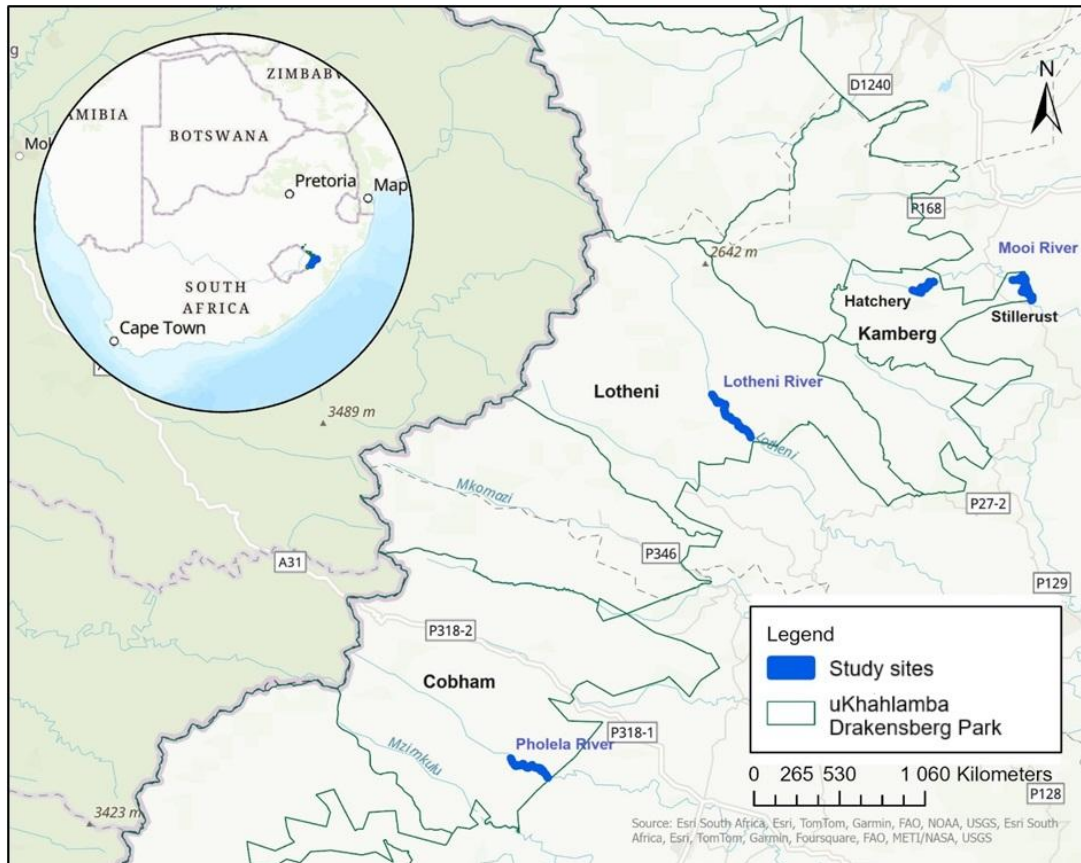 ZIMBABV
AMIBIA
BOTSWANA
Mol
Pretoria
Map
SOUTH
AFRICA
Cape Town
N
D1240
P168
2642 m
Mooi River
Hatchery
Stillerust
Kamberg
Lotheni
Lotheni River
Lotheni
3489 m
Mkomazi
P27-2
P346
A31
P129
P318-2
Cobham
P318-1
Pholela River
Mzimkulu
3423 m
P128
Legend
Study sites
uKhahlamba
Drakensberg Park
0 265 530 1 060 Kilometers
Source: Esri South Africa, Esri, TomTom, Garmin, FAO, NOAA, USGS, Esri South
Africa, Esri, TomTom, Garmin, Foursquare, FAO, METI/NASA, USGS